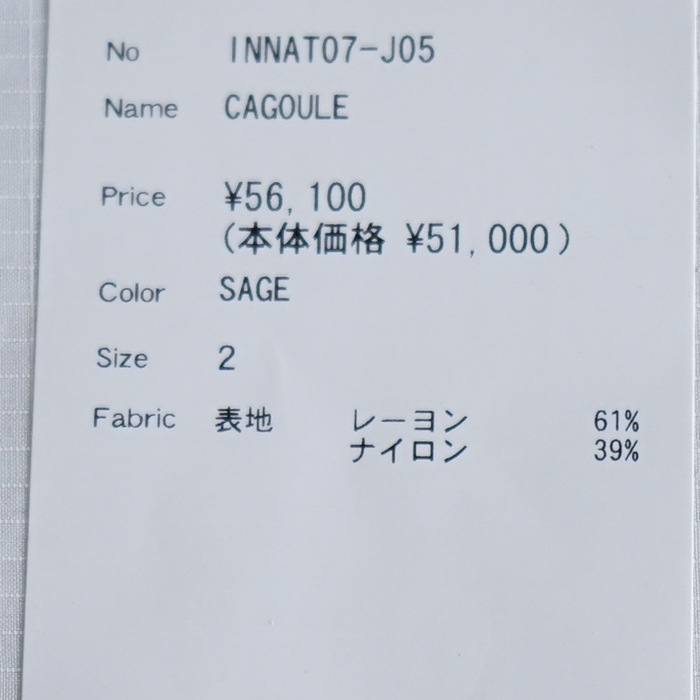 No INNAT07-J05
Name CAGOULE
Price ¥56,100
(本体価格 ¥51,000)
Color SAGE
Size 2
Fabric 表地 レーヨン 61%
ナイロン 39%